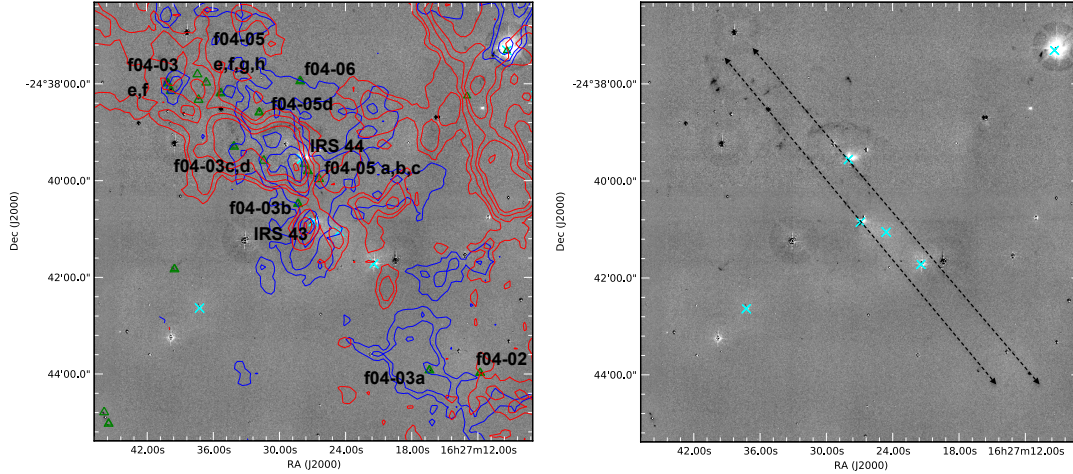 f04-05
e,f,g,h
f04-03
e,f
f04-06
f04-05d
IRS 44
f04-03c,d
f04-05 a,b,c
f04-03b
IRS 43
f04-02
f04-03a
-24°38'00.0"
40'00.0"
42'00.0"
44'00.0"
Dec (J2000)
42.00s 36.00s 30.00s 24.00s 18.00s 16h27m12.00s
RA (J2000)
-24°38'00.0"
40'00.0"
42'00.0"
44'00.0"
Dec (J2000)
42.00s 36.00s 30.00s 24.00s 18.00s 16h27m12.00s
RA (J2000)